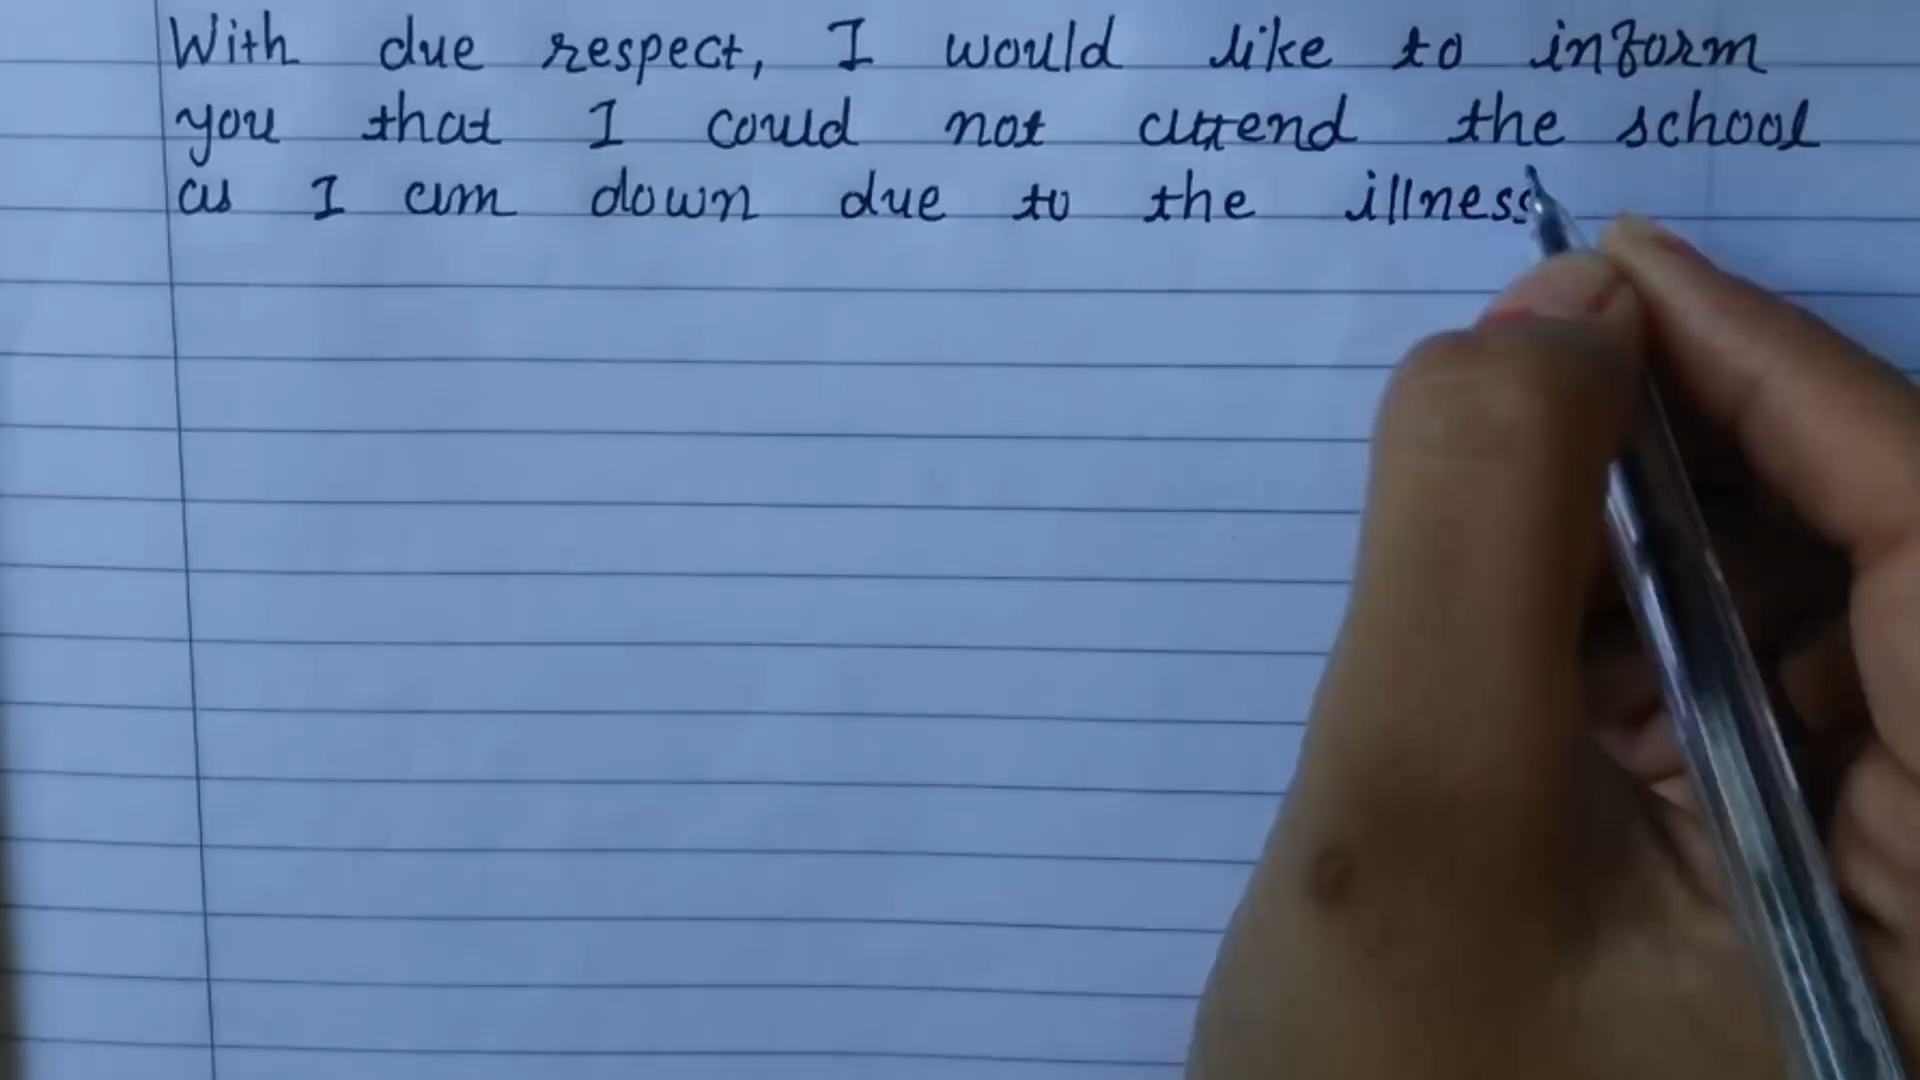 With due respect, I would like to inform
you that I could not attend the school
as I am down due to the illness